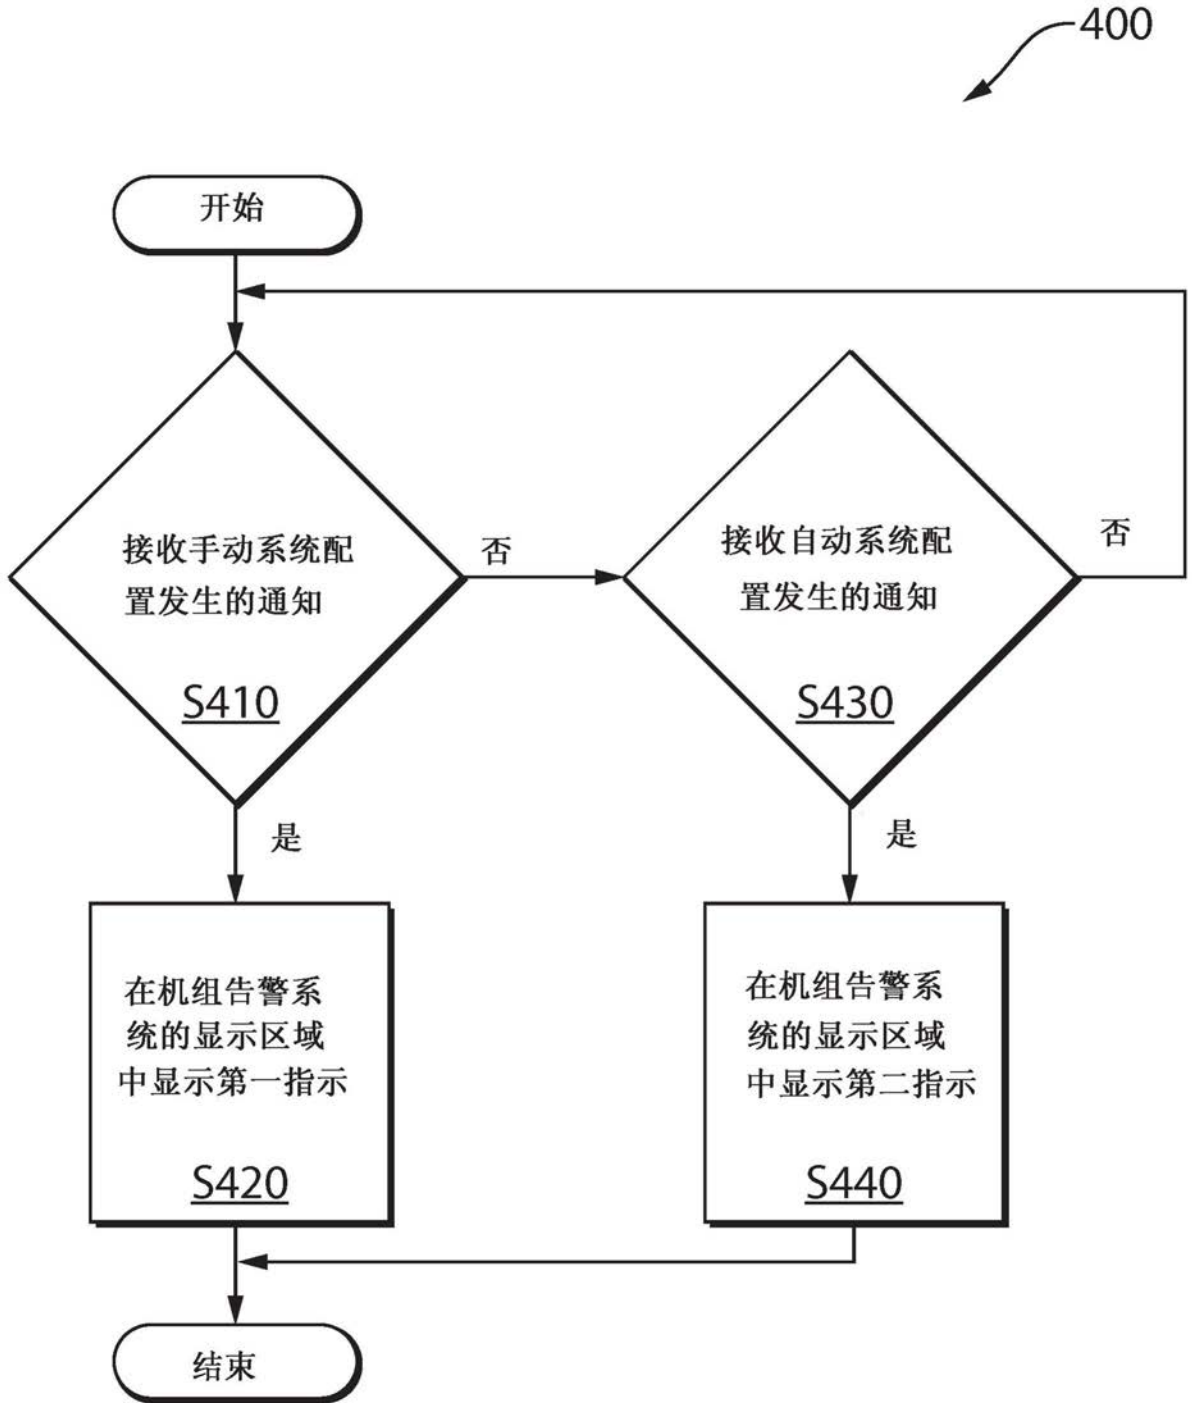 400
开始
接收手动系统配
置发生的通知
S410
否
接收自动系统配
置发生的通知
S430
否
是
是
在机组告警系
统的显示区域
中显示第一指示
S420
在机组告警系
统的显示区域
中显示第二指示
S440
结束